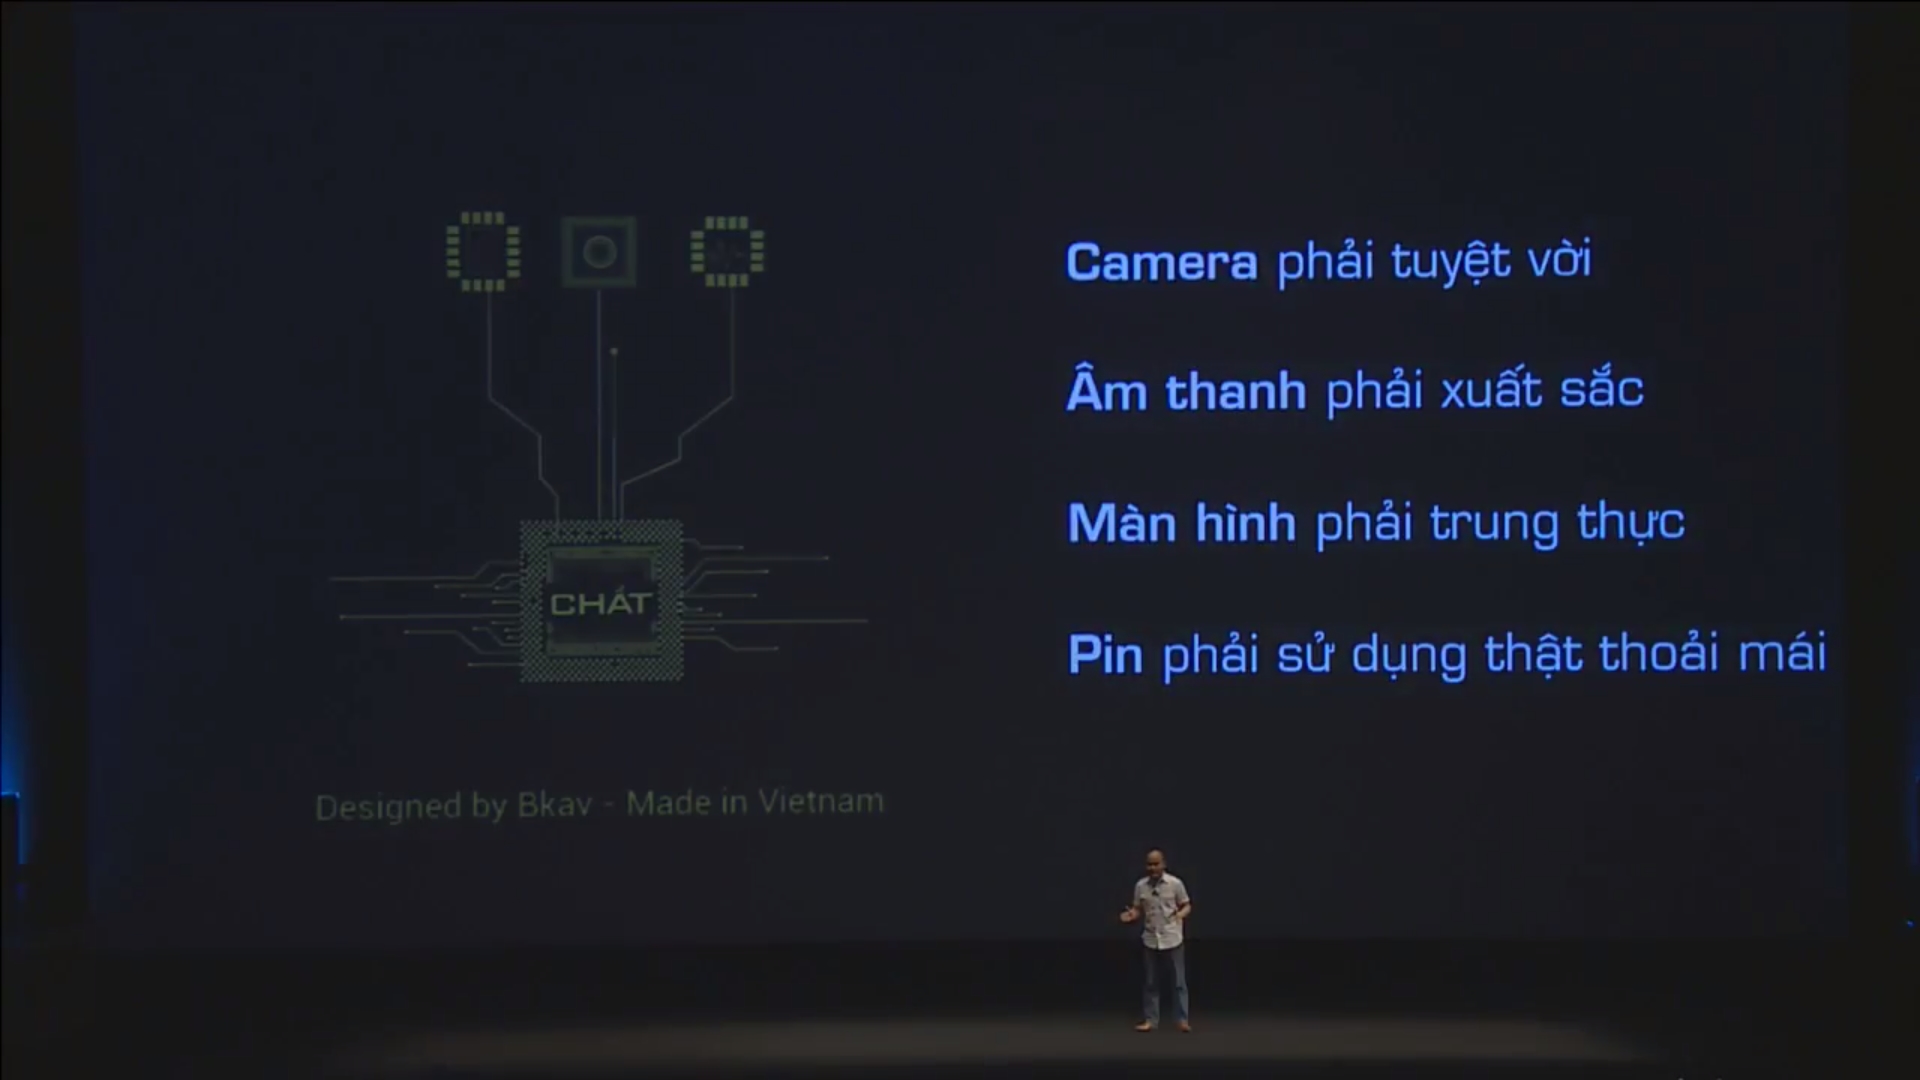 Camera phải tuyệt vời
Âm thanh phải xuất sắc
Màn hình phải trung thực
Pin phải sử dụng thật thoải mái
CHẤT
Designed by Bkav - Made in Vietnam